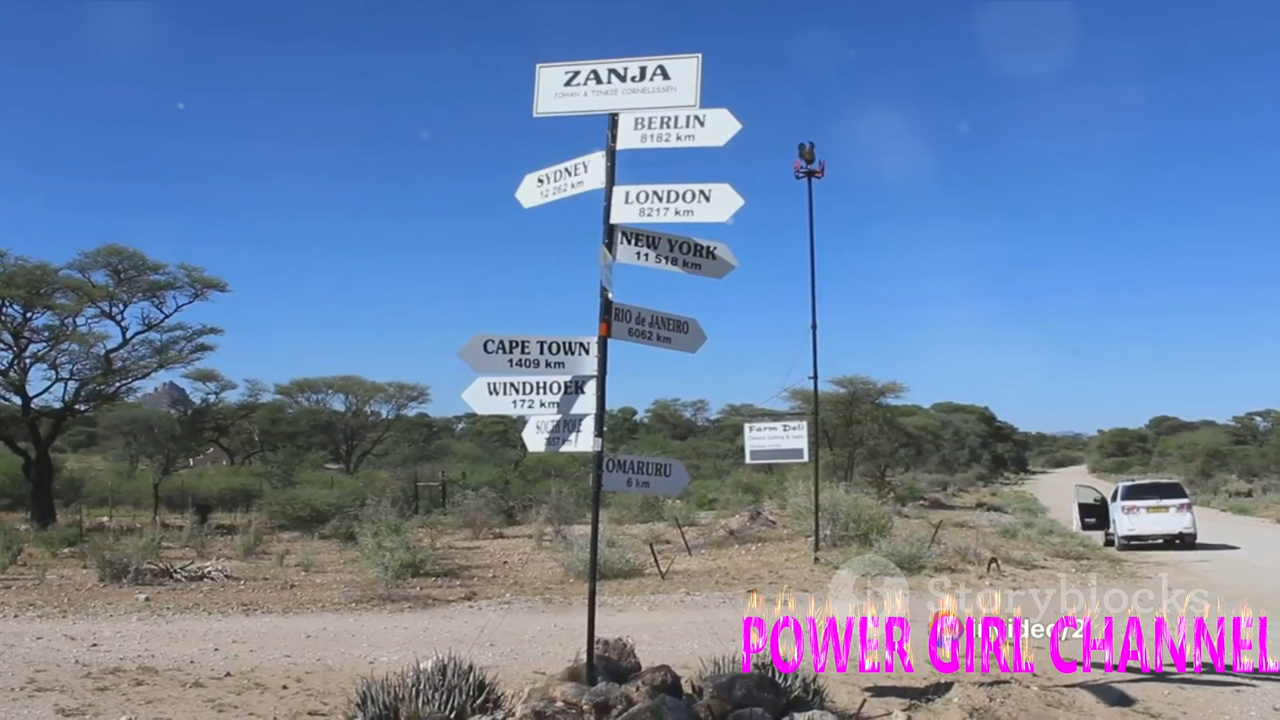 ZANJA
JOHAN & TINKIE CORNELISSEN
BERLIN
8182 km
SYDNEY
12 262 km
LONDON
8217 km
NEW YORK
11 518 km
RIO de JANEIRO
6062 km
CAPE TOWN
1409 km
WINDHOEK
172 km
SOUTH POLE
OMARURU
6 km
Farm Deli
Storyblocks
POWER GIRL CHANNEL